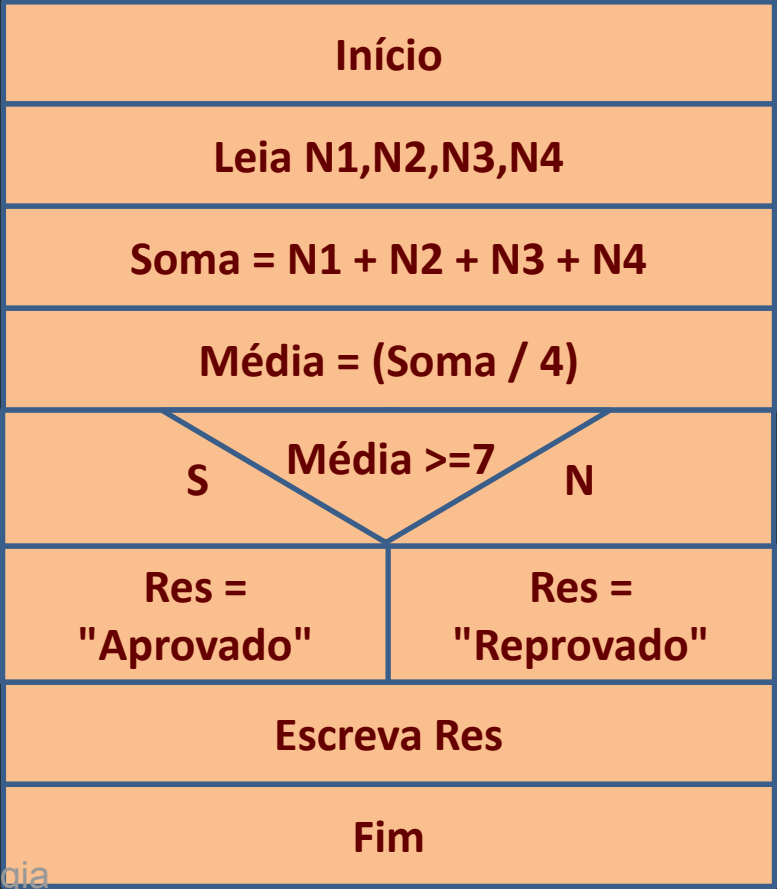 Início
Leia N1,N2,N3,N4
Soma = N1 + N2 + N3 + N4
Média = (Soma / 4)
Média >=7
S
N
Res =
"Aprovado"
Res =
"Reprovado"
Escreva Res
Fim
gia